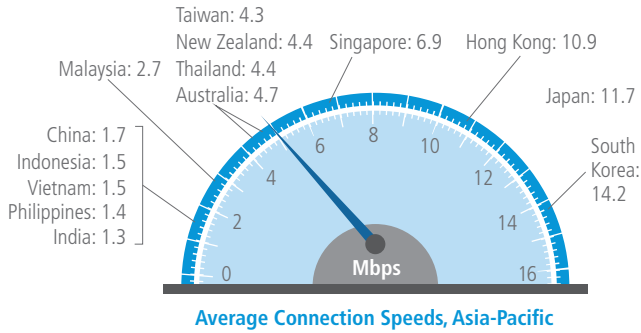 Taiwan: 4.3
New Zealand: 4.4
Thailand: 4.4
Australia: 4.7
Singapore: 6.9
Hong Kong: 10.9
Malaysia: 2.7
Japan: 11.7
China: 1.7
Indonesia: 1.5
Vietnam: 1.5
Philippines: 1.4
India: 1.3
South
Korea:
14.2
0
2
4
6
8
10
12
14
16
Mbps
Average Connection Speeds, Asia-Pacific